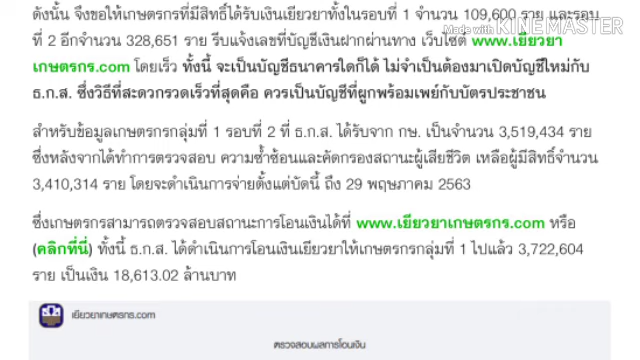 ดังนั้น จึงขอให้เกษตรกรที่มีสิทธิ์ได้รับเงินเยียวยาทั้งในรอบที่ 1 จำนวน 109,600 ราย และรอบ
Made with KINEMASTER
ที่ 2 อีกจำนวน 328,651 ราย รีบแจ้งเลขที่บัญชีเงินฝากผ่านทาง เว็บไซต์ www.เยียวยา
เกษตรกร.com โดยเร็ว ทั้งนี้ จะเป็นบัญชีธนาคารใดก็ได้ ไม่จำเป็นต้องมาเปิดบัญชีใหม่กับ
ธ.ก.ส. ซึ่งวิธีที่สะดวกรวดเร็วที่สุดคือ ควรเป็นบัญชีที่ผูกพร้อมเพย์กับบัตรประชาชน
สำหรับข้อมูลเกษตรกรกลุ่มที่ 1 รอบที่ 2 ที่ ธ.ก.ส. ได้รับจาก กษ. เป็นจำนวน 3,519,434 ราย
ซึ่งหลังจากได้ทำการตรวจสอบ ความซ้ำซ้อนและคัดกรองสถานะผู้เสียชีวิต เหลือผู้มีสิทธิ์จำนวน
3,410,314 ราย โดยจะดำเนินการจ่ายตั้งแต่บัดนี้ ถึง 29 พฤษภาคม 2563
ซึ่งเกษตรกรสามารถตรวจสอบสถานะการโอนเงินได้ที่ www.เยียวยาเกษตรกร.com หรือ
(คลิกที่นี่) ทั้งนี้ ธ.ก.ส. ได้ดำเนินการโอนเงินเยียวยาให้เกษตรกรกลุ่มที่ 1 ไปแล้ว 3,722,604
ราย เป็นเงิน 18,613.02 ล้านบาท
เยียวยาเกษตรกร.com
ตรวจสอบผลการโอนเงิน